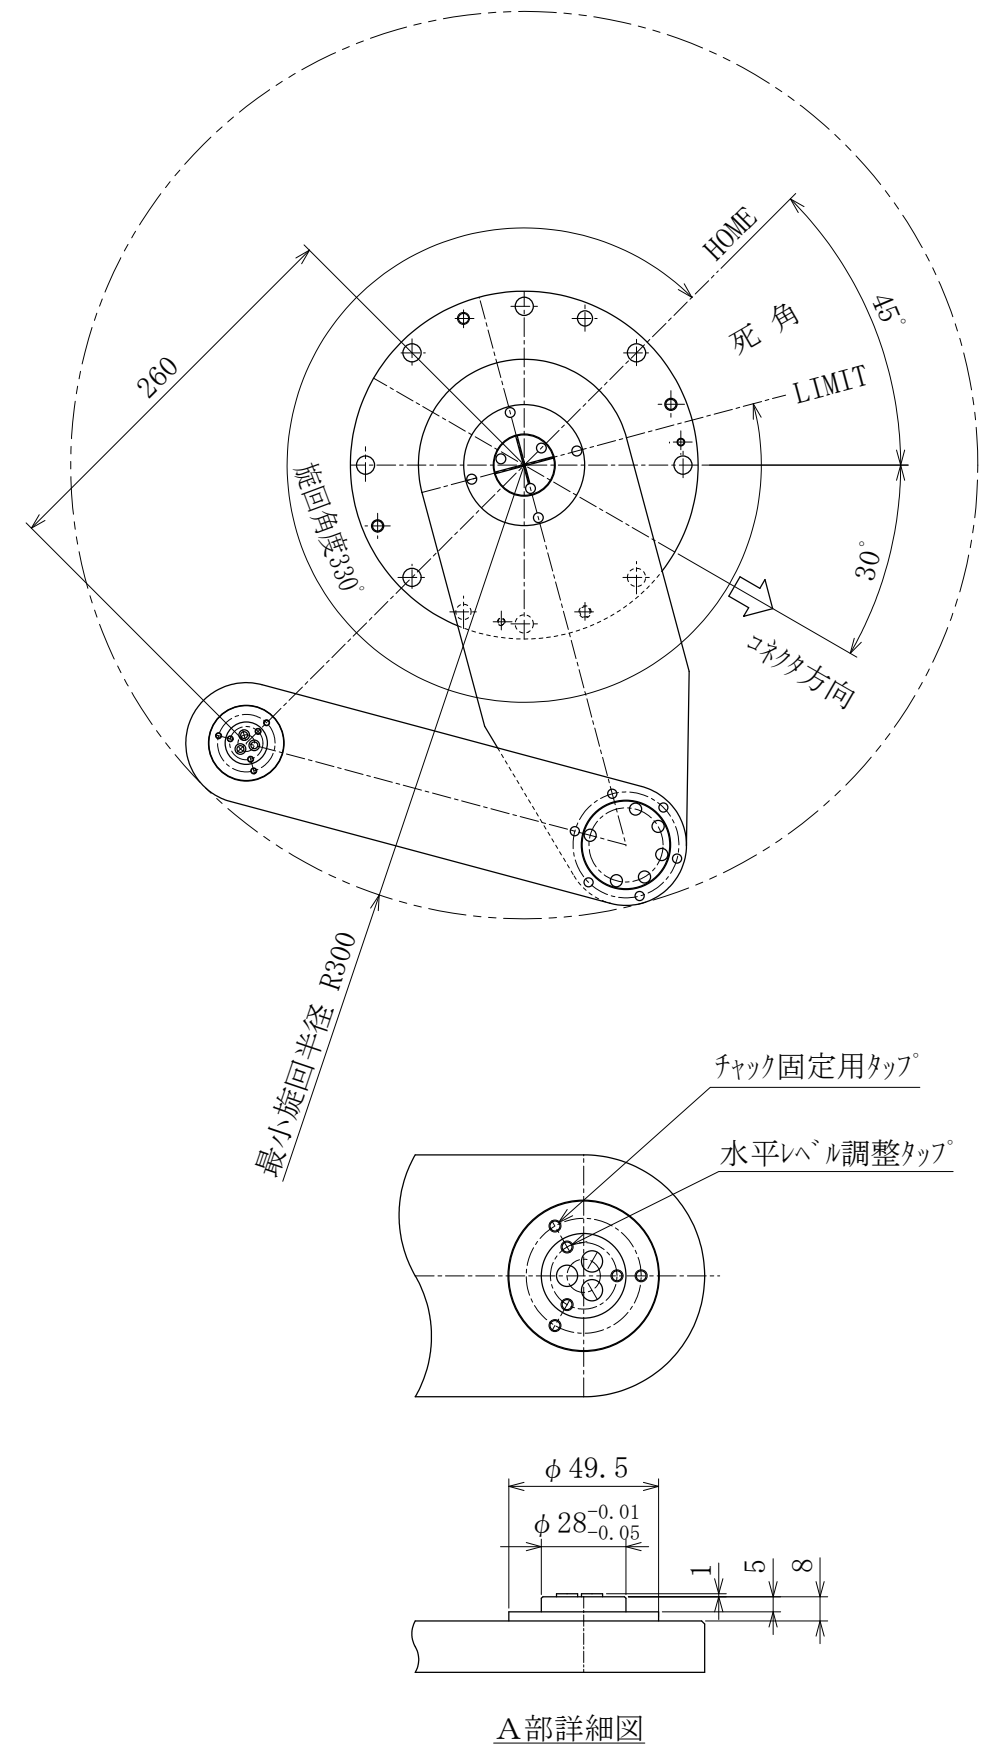 HOME
45°
死角
LIMIT
260
旋回角度330°
30°
コネクタ方向
最小旋回半径 R300
チャック固定用タップ
水平レベル調整タップ
φ49.5
φ28 -0.01
-0.05
1
5
8
A部詳細図